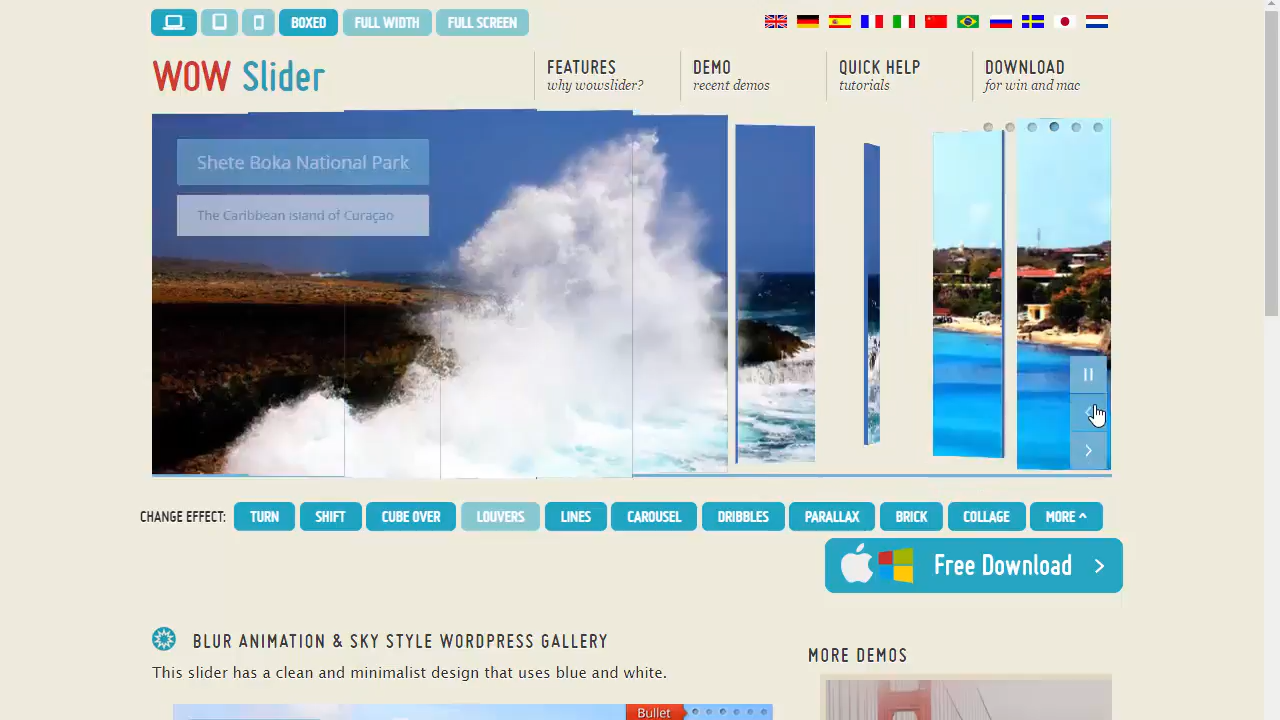 BOXED FULL WIDTH FULL SCREEN
WOW Slider
FEATURES
why wowslider?
DEMO
recent demos
QUICK HELP
tutorials
DOWNLOAD
for win and mac
Shete Boka National Park
The Caribbean island of Curaçao
CHANGE EFFECT: TURN SHIFT CUBE OVER LOUVERS LINES CAROUSEL DRIBBLES PARALLAX BRICK COLLAGE MORE ^
Free Download >
BLUR ANIMATION & SKY STYLE WORDPRESS GALLERY
This slider has a clean and minimalist design that uses blue and white.
MORE DEMOS
Bullet